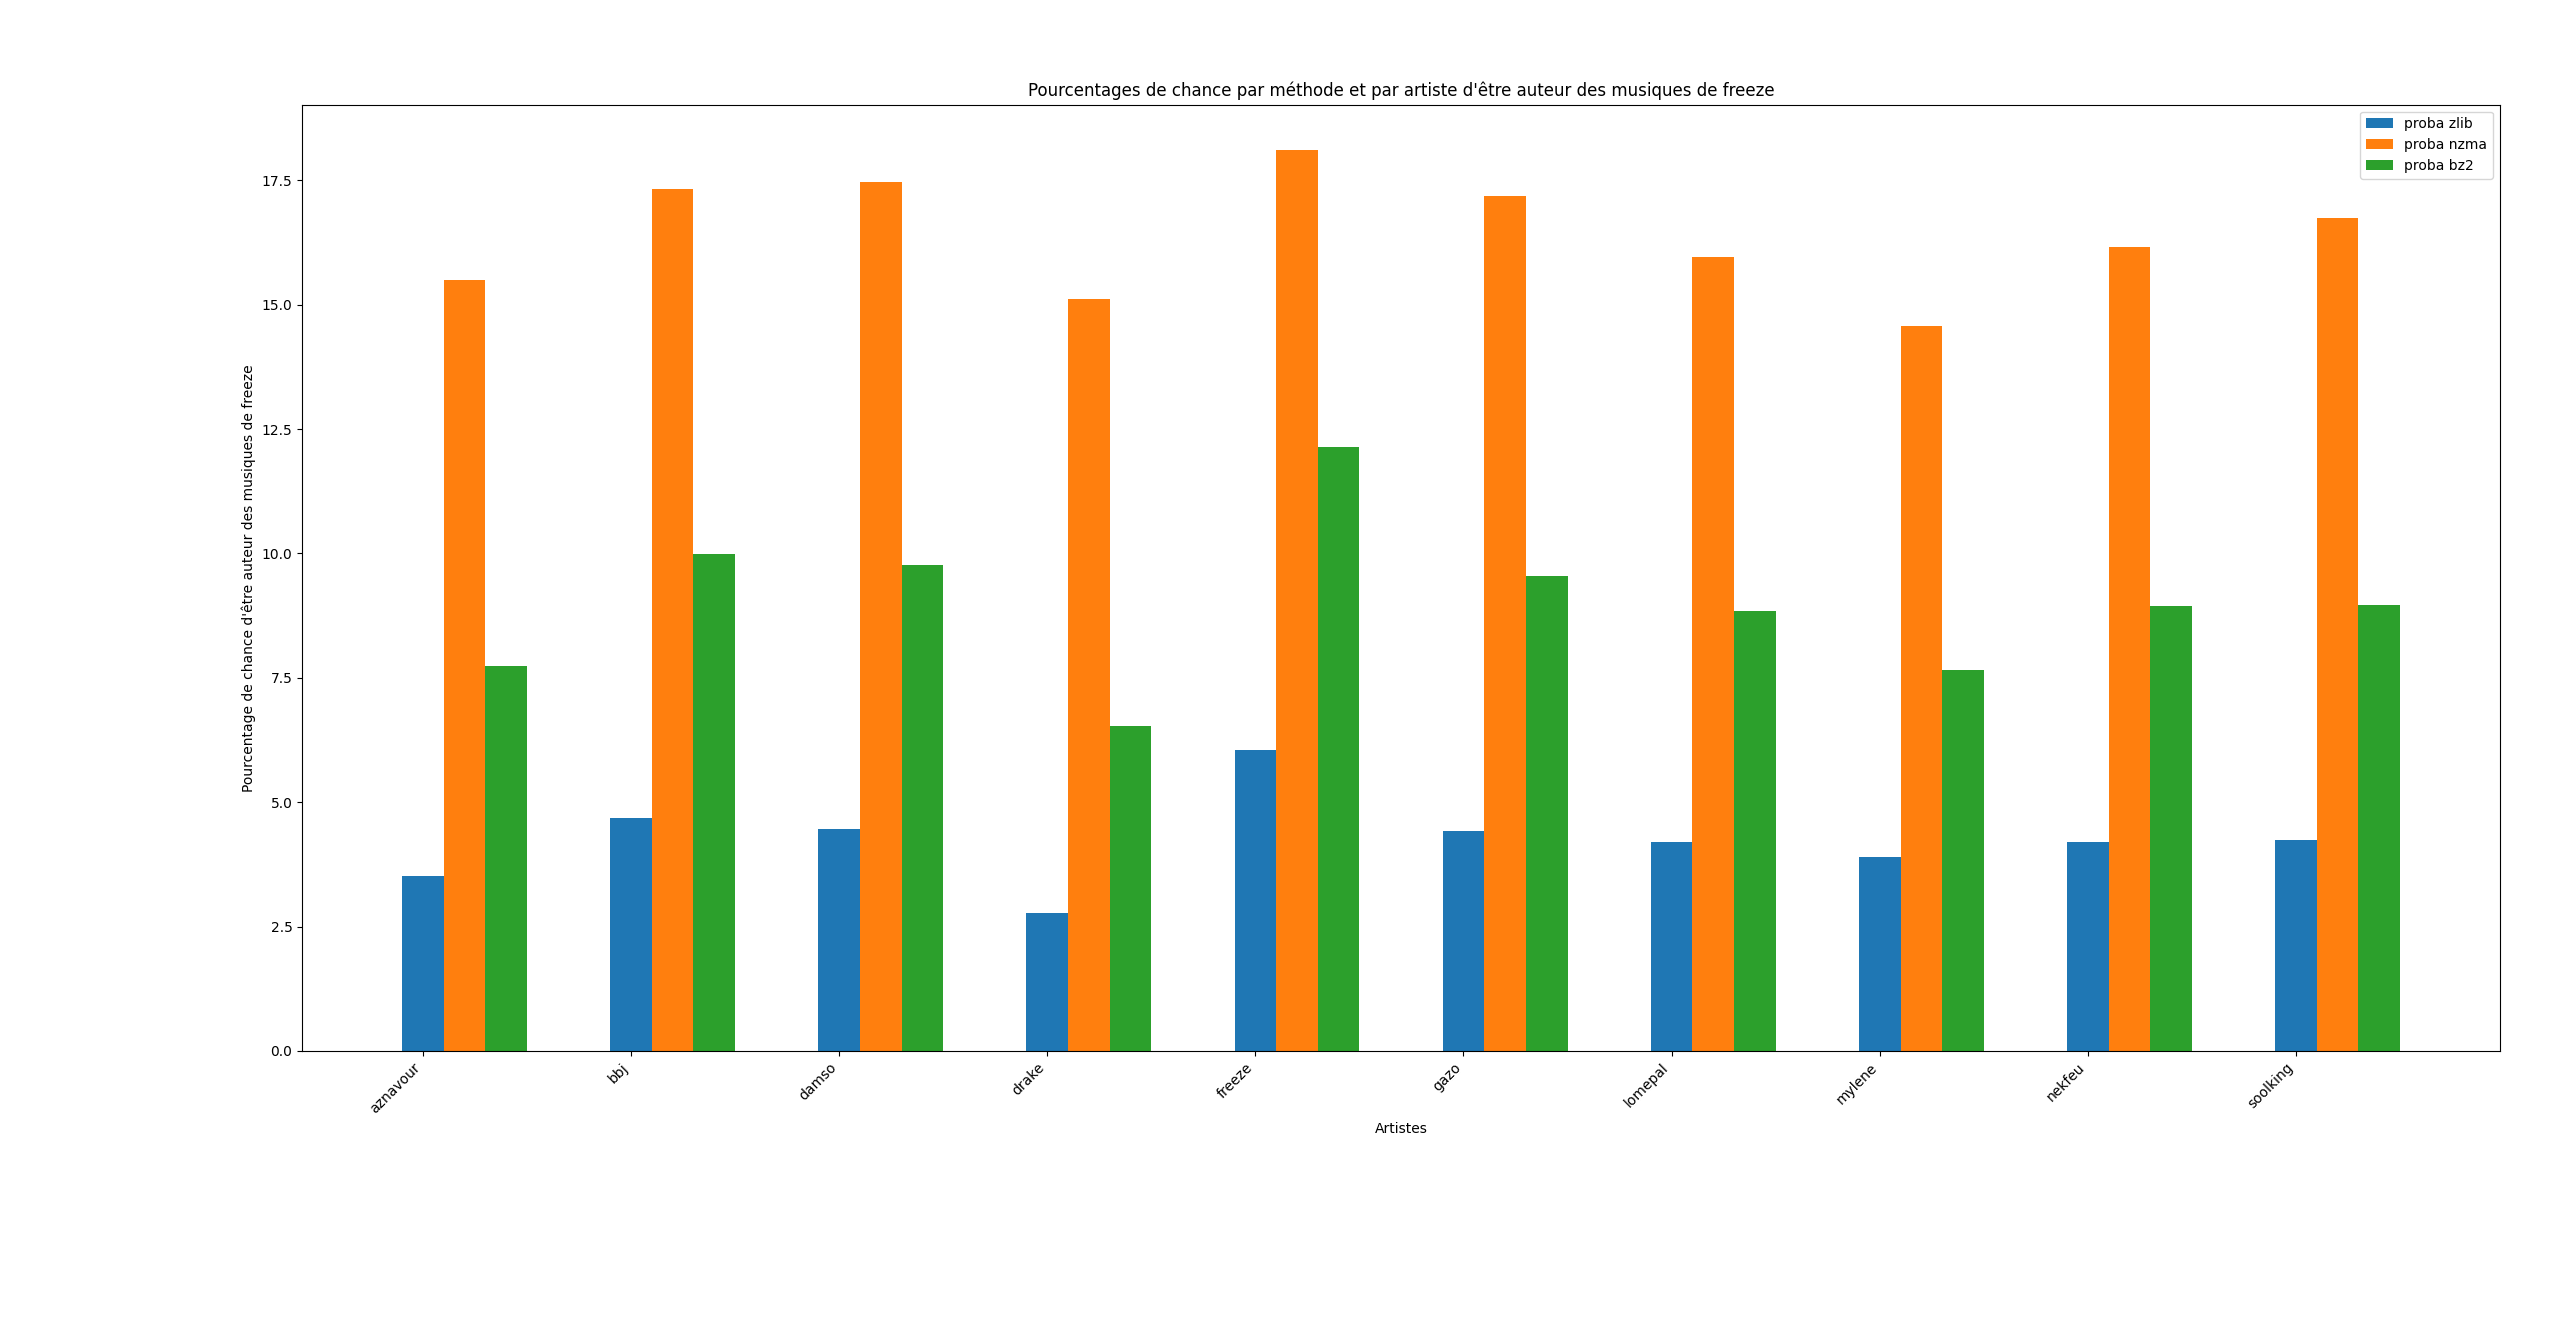 Pourcentages de chance par méthode et par artiste d'être auteur des musiques de freeze
proba zlib
proba nzma
proba bz2
Pourcentage de chance d'être auteur des musiques de freeze
17.5
15.0
12.5
10.0
7.5
5.0
2.5
0.0
aznavour
bbj
damso
drake
freeze
gazo
lomepal
mylene
nekfeu
soolking
Artistes